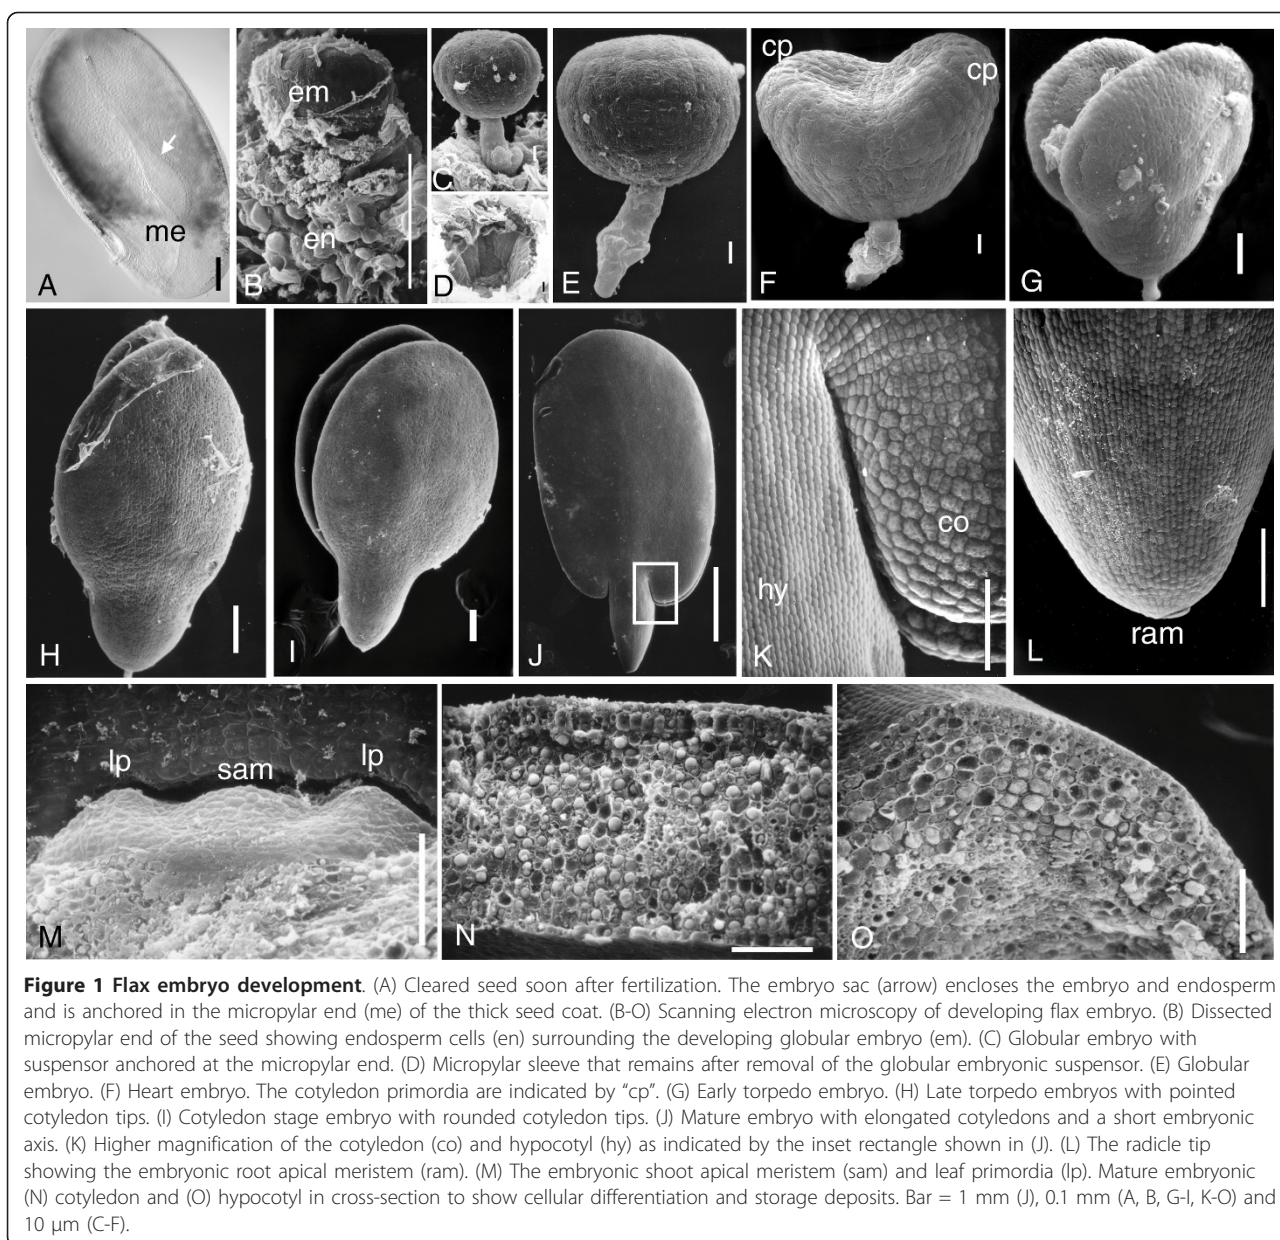 cp
cp
em
me
en
A
B
C
D
E
F
G
co
hy
ram
H
I
J
K
L
lp
sam
lp
M
N
O
Figure 1 Flax embryo development. (A) Cleared seed soon after fertilization. The embryo sac (arrow) encloses the embryo and endosperm
and is anchored in the micropylar end (me) of the thick seed coat. (B-O) Scanning electron microscopy of developing flax embryo. (B) Dissected
micropylar end of the seed showing endosperm cells (en) surrounding the developing globular embryo (em). (C) Globular embryo with
suspensor anchored at the micropylar end. (D) Micropylar sleeve that remains after removal of the globular embryonic suspensor. (E) Globular
embryo. (F) Heart embryo. The cotyledon primordia are indicated by “cp”. (G) Early torpedo embryo. (H) Late torpedo embryos with pointed
cotyledon tips. (I) Cotyledon stage embryo with rounded cotyledon tips. (J) Mature embryo with elongated cotyledons and a short embryonic
axis. (K) Higher magnification of the cotyledon (co) and hypocotyl (hy) as indicated by the inset rectangle shown in (J). (L) The radicle tip
showing the embryonic root apical meristem (ram). (M) The embryonic shoot apical meristem (sam) and leaf primordia (lp). Mature embryonic
(N) cotyledon and (O) hypocotyl in cross-section to show cellular differentiation and storage deposits. Bar = 1 mm (J), 0.1 mm (A, B, G-I, K-O) and
10 μm (C-F).